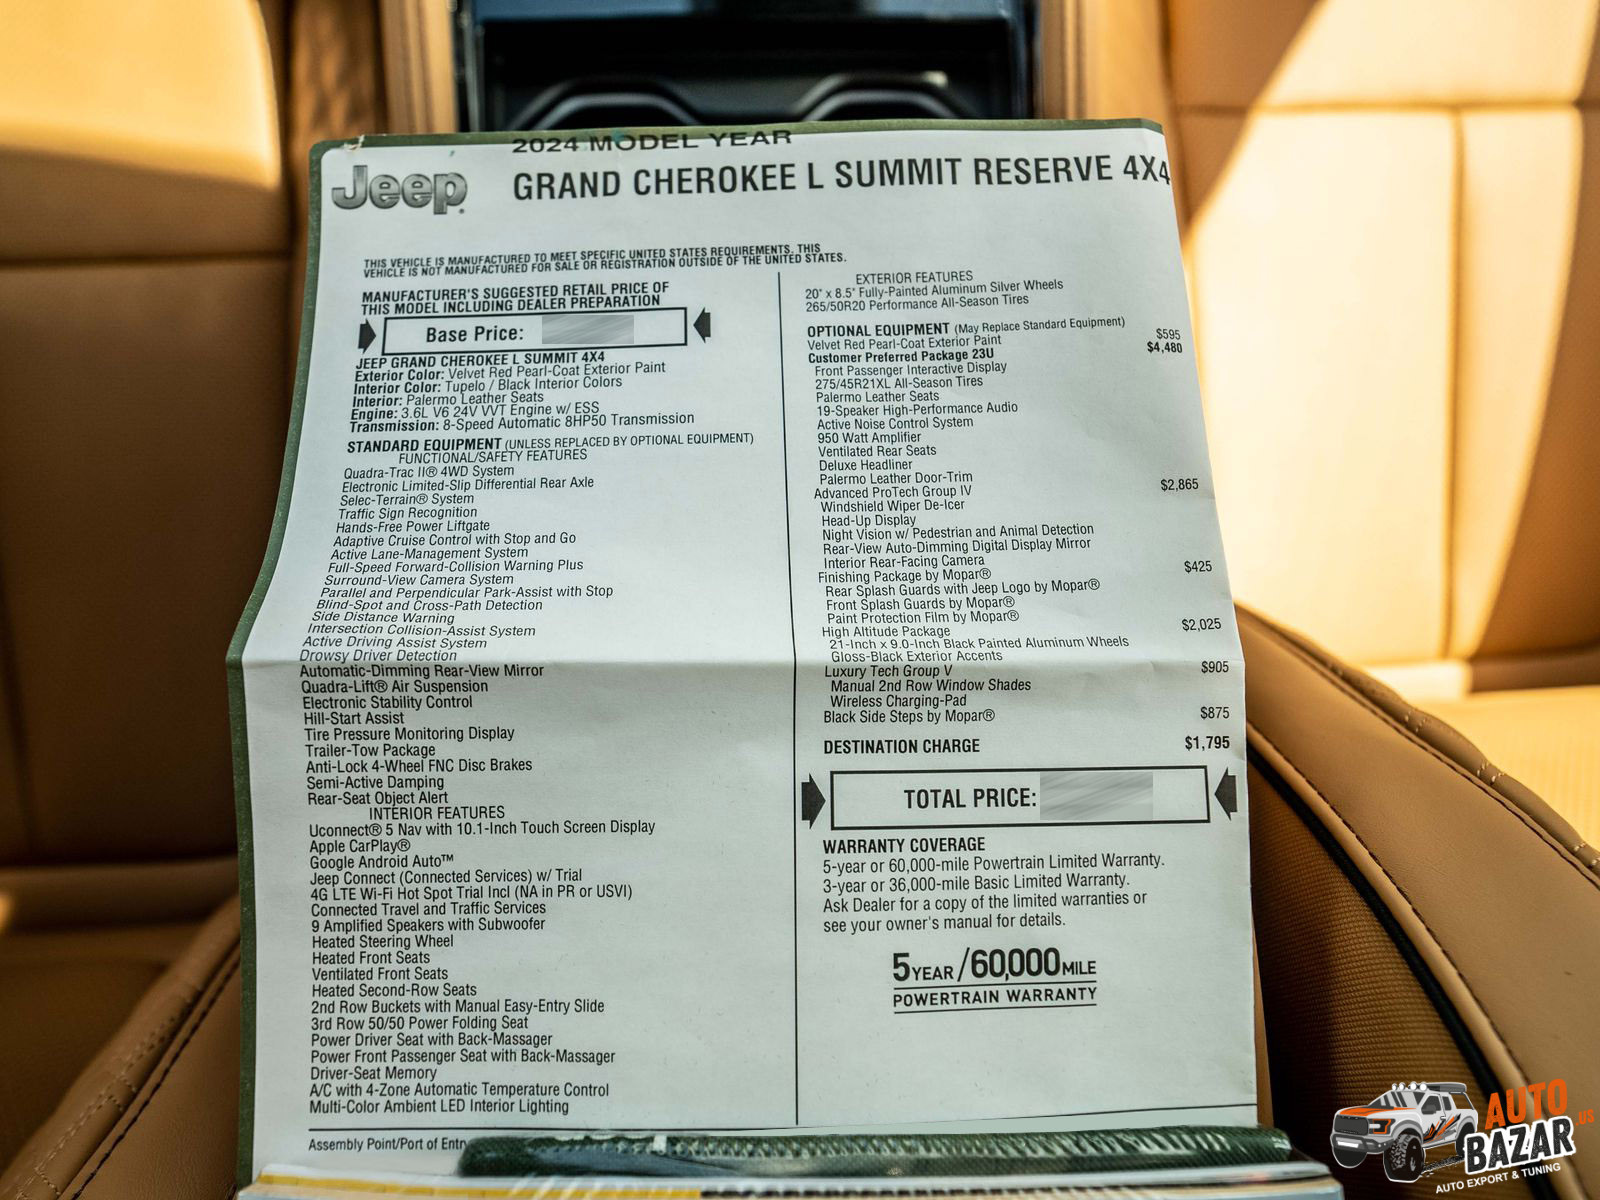 2024 MODEL YEAR
Jeep
GRAND CHEROKEE L SUMMIT RESERVE 4X4
THIS VEHICLE IS MANUFACTURED TO MEET SPECIFIC UNITED STATES REQUIREMENTS. THIS
VEHICLE IS NOT MANUFACTURED FOR SALE OR REGISTRATION OUTSIDE OF THE UNITED STATES.
MANUFACTURER'S SUGGESTED RETAIL PRICE OF
THIS MODEL INCLUDING DEALER PREPARATION
Base Price:
JEEP GRAND CHEROKEE L SUMMIT 4X4
Exterior Color: Velvet Red Pearl-Coat Exterior Paint
Interior Color: Tupelo / Black Interior Colors
Interior: Palermo Leather Seats
Engine: 3.6L V6 24V VVT Engine w/ ESS
Transmission: 8-Speed Automatic 8HP50 Transmission
STANDARD EQUIPMENT (UNLESS REPLACED BY OPTIONAL EQUIPMENT)
FUNCTIONAL/SAFETY FEATURES
Quadra-Trac II® 4WD System
Electronic Limited-Slip Differential Rear Axle
Selec-Terrain® System
Traffic Sign Recognition
Hands-Free Power Liftgate
Adaptive Cruise Control with Stop and Go
Active Lane-Management System
Full-Speed Forward-Collision Warning Plus
Surround-View Camera System
Parallel and Perpendicular Park-Assist with Stop
Blind-Spot and Cross-Path Detection
Side Distance Warning
Intersection Collision-Assist System
Active Driving Assist System
Drowsy Driver Detection
Automatic-Dimming Rear-View Mirror
Quadra-Lift® Air Suspension
Electronic Stability Control
Hill-Start Assist
Tire Pressure Monitoring Display
Trailer-Tow Package
Anti-Lock 4-Wheel FNC Disc Brakes
Semi-Active Damping
Rear-Seat Object Alert
INTERIOR FEATURES
Uconnect® 5 Nav with 10.1-Inch Touch Screen Display
Apple CarPlay®
Google Android Auto™
Jeep Connect (Connected Services) w/ Trial
4G LTE Wi-Fi Hot Spot Trial Incl (NA in PR or USVI)
Connected Travel and Traffic Services
9 Amplified Speakers with Subwoofer
Heated Steering Wheel
Heated Front Seats
Ventilated Front Seats
Heated Second-Row Seats
2nd Row Buckets with Manual Easy-Entry Slide
3rd Row 50/50 Power Folding Seat
Power Driver Seat with Back-Massager
Power Front Passenger Seat with Back-Massager
Driver-Seat Memory
A/C with 4-Zone Automatic Temperature Control
Multi-Color Ambient LED Interior Lighting
Assembly Point/Port of Entry
EXTERIOR FEATURES
20" x 8.5" Fully-Painted Aluminum Silver Wheels
265/50R20 Performance All-Season Tires
OPTIONAL EQUIPMENT (May Replace Standard Equipment)
Velvet Red Pearl-Coat Exterior Paint $595
Customer Preferred Package 23U $4,480
Front Passenger Interactive Display
275/45R21XL All-Season Tires
Palermo Leather Seats
19-Speaker High-Performance Audio
Active Noise Control System
950 Watt Amplifier
Ventilated Rear Seats
Deluxe Headliner
Palermo Leather Door-Trim
Advanced ProTech Group IV $2,865
Windshield Wiper De-Icer
Head-Up Display
Night Vision w/ Pedestrian and Animal Detection
Rear-View Auto-Dimming Digital Display Mirror
Interior Rear-Facing Camera
Finishing Package by Mopar® $425
Rear Splash Guards with Jeep Logo by Mopar®
Front Splash Guards by Mopar®
Paint Protection Film by Mopar®
High Altitude Package $2,025
21-Inch x 9.0-Inch Black Painted Aluminum Wheels
Gloss-Black Exterior Accents
Luxury Tech Group V $905
Manual 2nd Row Window Shades
Wireless Charging-Pad
Black Side Steps by Mopar® $875
DESTINATION CHARGE $1,795
TOTAL PRICE:
WARRANTY COVERAGE
5-year or 60,000-mile Powertrain Limited Warranty.
3-year or 36,000-mile Basic Limited Warranty.
Ask Dealer for a copy of the limited warranties or
see your owner's manual for details.
5 YEAR / 60,000 MILE
POWERTRAIN WARRANTY
AUTO US
BAZAR
AUTO EXPORT & TUNING